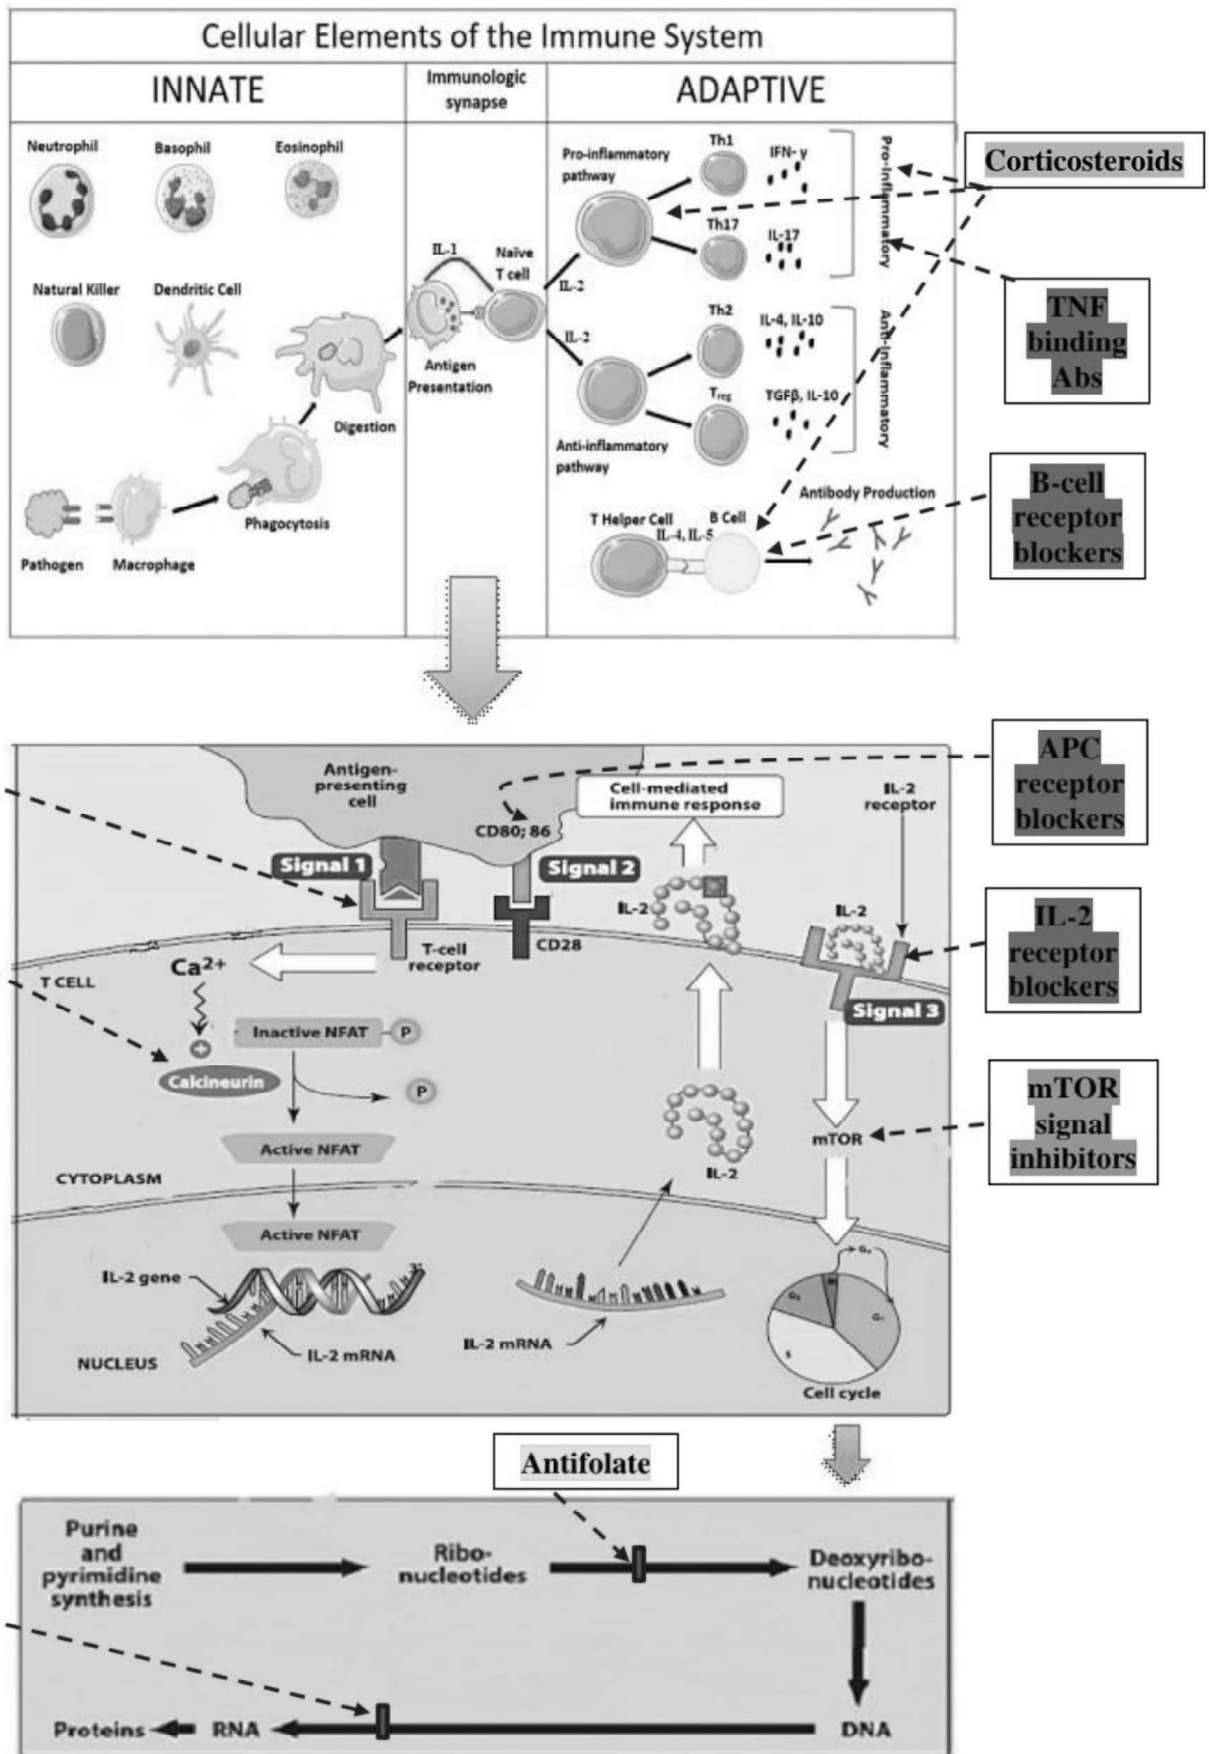 Cellular Elements of the Immune System
INNATE
Immunologic
synapse
ADAPTIVE
Neutrophil
Basophil
Eosinophil
Natural Killer
Dendritic Cell
Digestion
Phagocytosis
Pathogen
Macrophage
IL-1
Naïve
T cell
IL-2
IL-2
Antigen
Presentation
Pro-inflammatory
pathway
Th1
IFN- γ
Th17
IL-17
Pro-Inflammatory
Th2
IL-4, IL-10
Treg
TGFβ, IL-10
Anti-Inflammatory
Anti-inflammatory
pathway
Antibody Production
T Helper Cell
B Cell
IL-4, IL-5
Corticosteroids
TNF
binding
Abs
B-cell
receptor
blockers
Antigen-
presenting
cell
CD80; 86
Cell-mediated
immune response
IL-2
receptor
Signal 1
Signal 2
IL-2
IL-2
T-cell
receptor
CD28
Ca2+
T CELL
Signal 3
Inactive NFAT
P
+
Calcineurin
P
Active NFAT
IL-2
mTOR
CYTOPLASM
Active NFAT
IL-2 gene
3'
IL-2 mRNA
IL-2 mRNA
NUCLEUS
G₀
M
G₂
G₁
S
Cell cycle
APC
receptor
blockers
IL-2
receptor
blockers
mTOR
signal
inhibitors
Antifolate
Purine
and
pyrimidine
synthesis
Ribo-
nucleotides
Deoxyribo-
nucleotides
Proteins
RNA
DNA